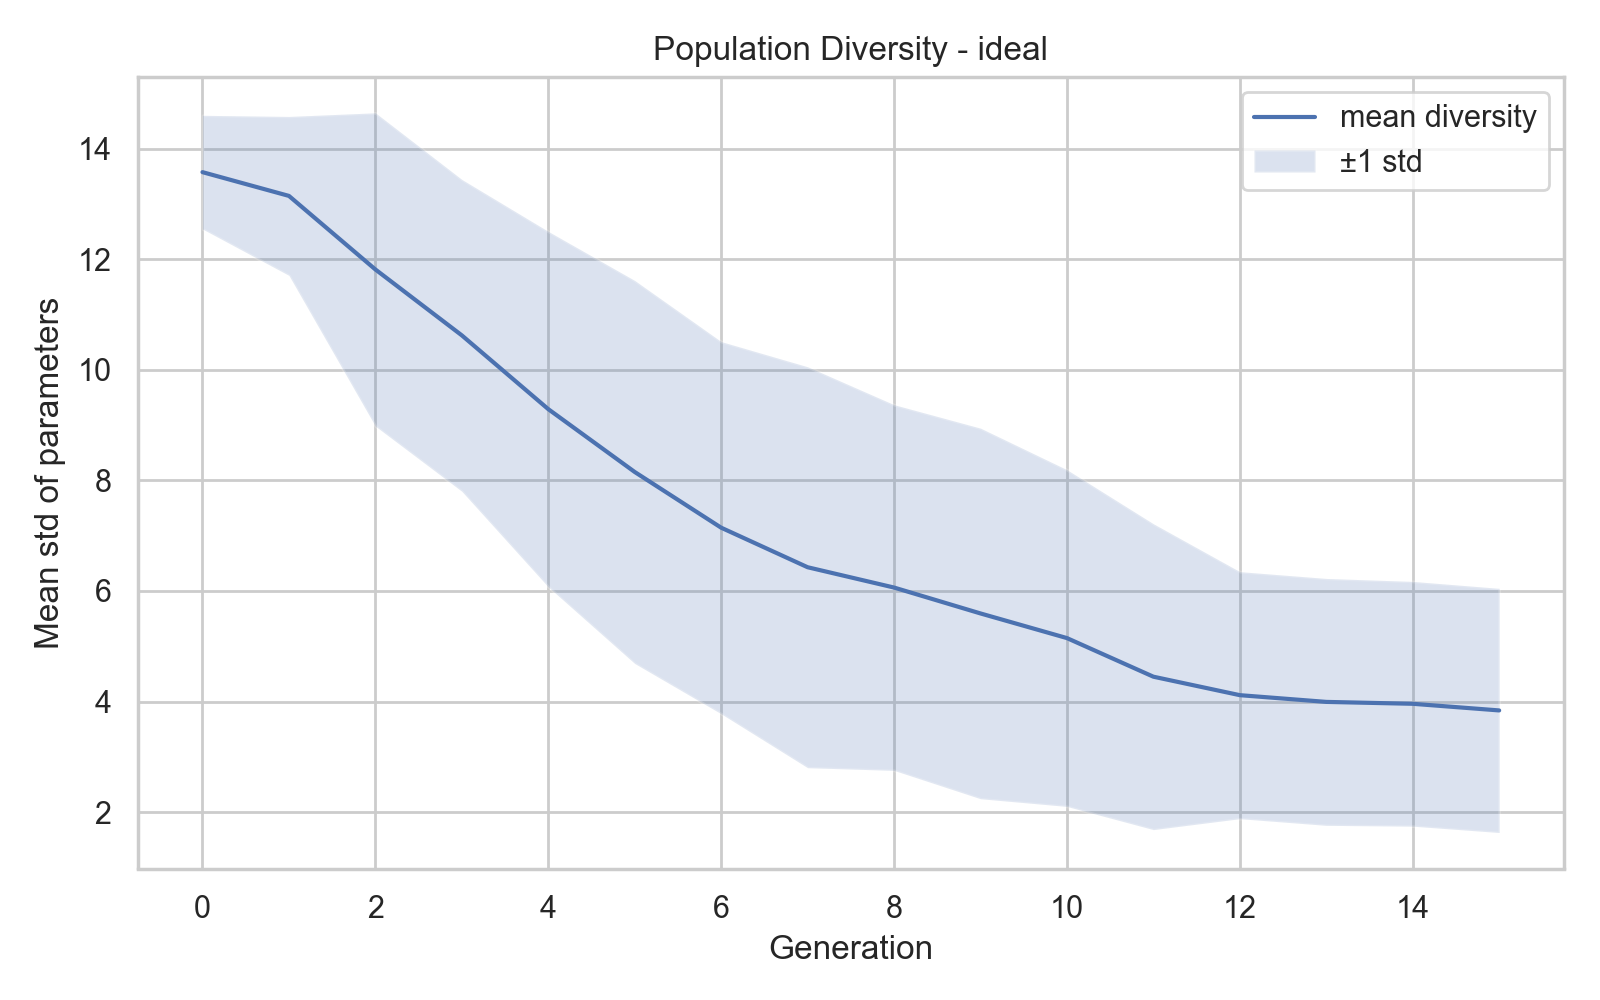 Population Diversity - ideal
mean diversity
±1 std
Mean std of parameters
14
12
10
8
6
4
2
0 2 4 6 8 10 12 14
Generation